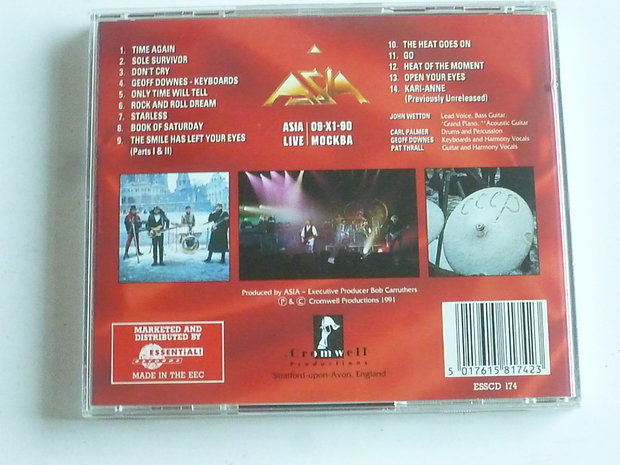 1. TIME AGAIN
2. SOLE SURVIVOR
3. DON'T CRY
4. GEOFF DOWNES - KEYBOARDS
5. ONLY TIME WILL TELL
6. ROCK AND ROLL DREAM
7. STARLESS
8. BOOK OF SATURDAY
9. THE SMILE HAS LEFT YOUR EYES
(Parts I & II)
ASIA
ASIA | 09-X1-90
LIVE | MOCKBA
10. THE HEAT GOES ON
11. GO
12. HEAT OF THE MOMENT
13. OPEN YOUR EYES
14. KARI-ANNE
(Previously Unreleased)
JOHN WETTON Lead Voice, Bass Guitar,
*Grand Piano, **Acoustic Guitar
CARL PALMER Drums and Percussion
GEOFF DOWNES Keyboards and Harmony Vocals
PAT THRALL Guitar and Harmony Vocals
CCCP
Produced by ASIA – Executive Producer Bob Carruthers
℗ & © Cromwell Productions 1991
MARKETED AND
DISTRIBUTED BY
ESSENTIAL!
Records
MADE IN THE EEC
Cromwell
Productions
Stratford-upon-Avon, England
5 017615 817423
ESSCD 174